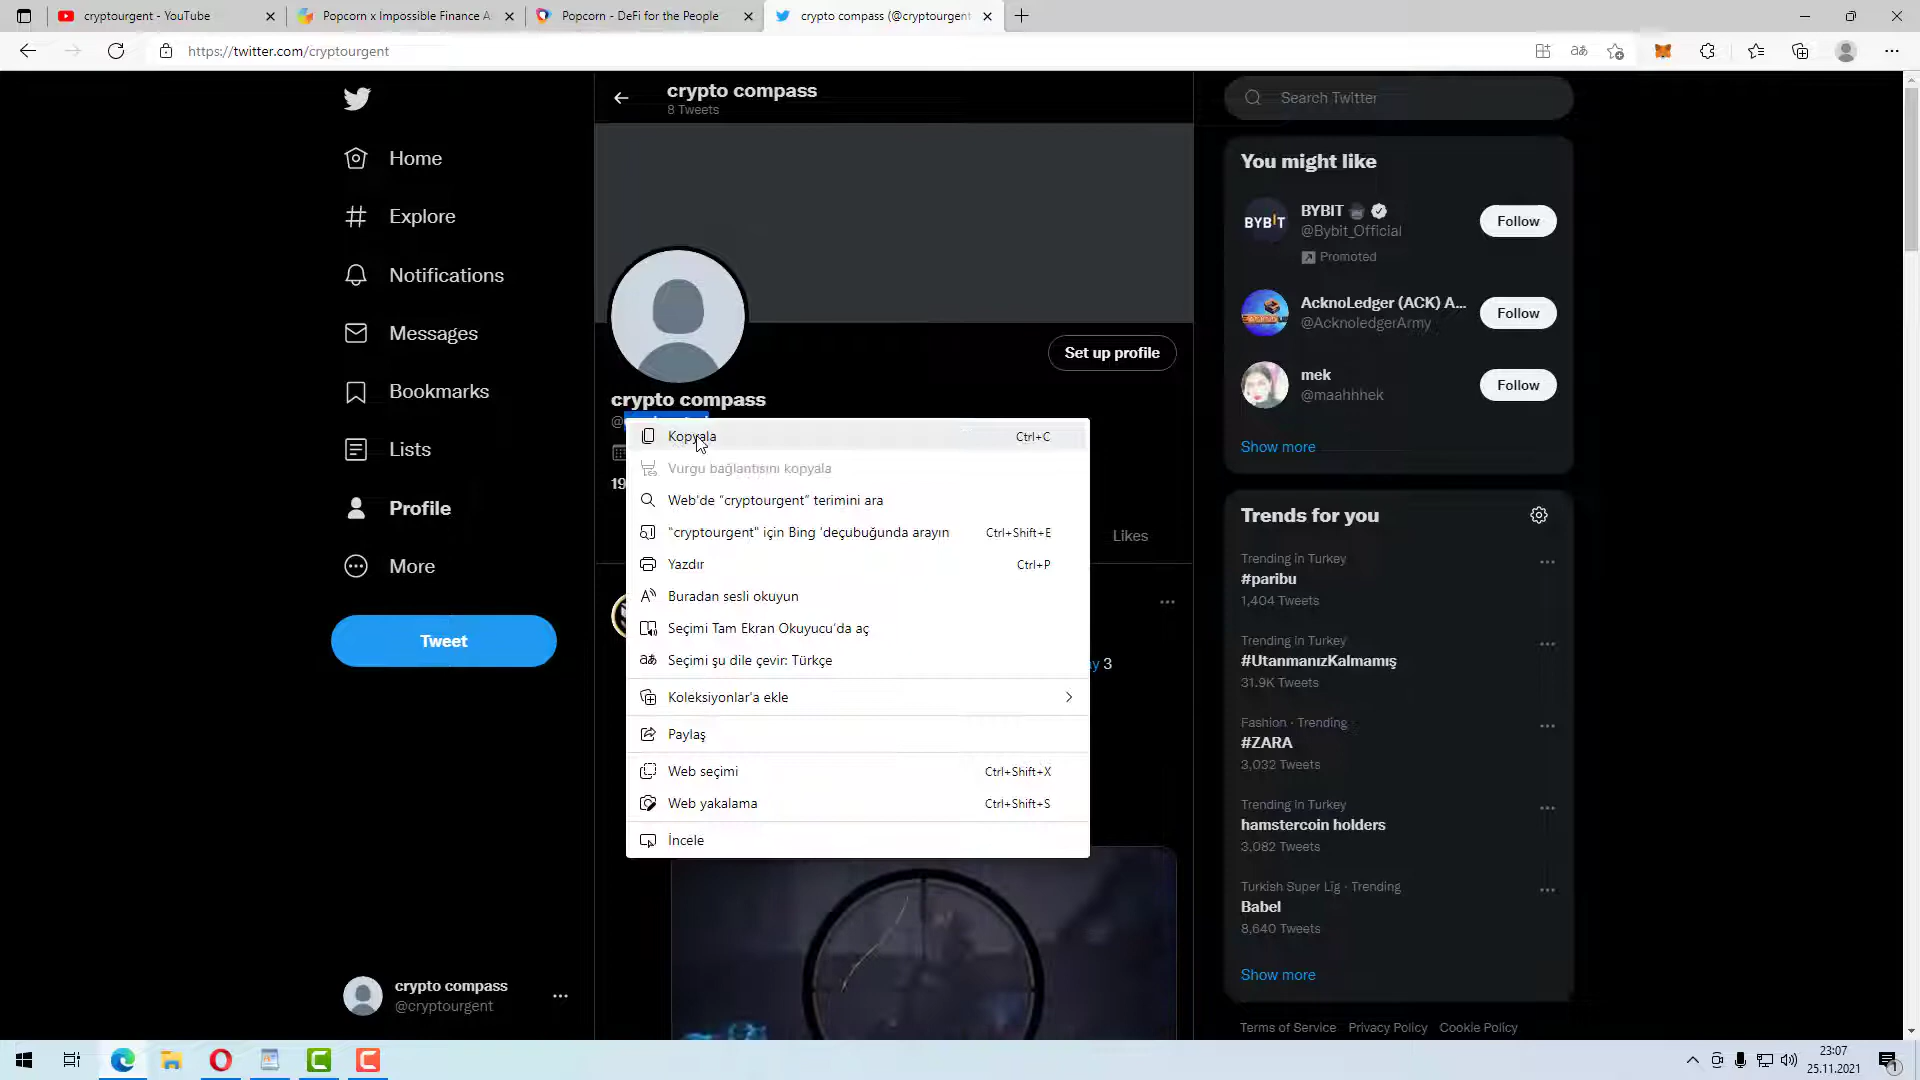 cryptourgent - YouTube
Popcorn x Impossible Finance A
Popcorn - DeFi for the People
crypto compass (@cryptourgent
https://twitter.com/cryptourgent
Home
Explore
Notifications
Messages
Bookmarks
Lists
Profile
More
Tweet
crypto compass
@cryptourgent
crypto compass
8 Tweets
Set up profile
crypto compass
@
19
Likes
Kopyala Ctrl+C
Vurgu bağlantısını kopyala
Web'de “cryptourgent” terimini ara
"cryptourgent" için Bing 'deçubuğunda arayın Ctrl+Shift+E
Yazdır Ctrl+P
Buradan sesli okuyun
Seçimi Tam Ekran Okuyucu’da aç
Seçimi şu dile çevir: Türkçe
Koleksiyonlar'a ekle
Paylaş
Web seçimi Ctrl+Shift+X
Web yakalama Ctrl+Shift+S
İncele
y 3
Search Twitter
You might like
BYBIT
@Bybit_Official
Promoted
Follow
AcknoLedger (ACK) A...
@AcknoledgerArmy
Follow
mek
@maahhhek
Follow
Show more
Trends for you
Trending in Turkey
#paribu
1,404 Tweets
Trending in Turkey
#UtanmanızKalmamış
31.9K Tweets
Fashion · Trending
#ZARA
3,032 Tweets
Trending in Turkey
hamstercoin holders
3,082 Tweets
Turkish Super Lig · Trending
Babel
8,640 Tweets
Show more
Terms of Service Privacy Policy Cookie Policy
23:07
25.11.2021